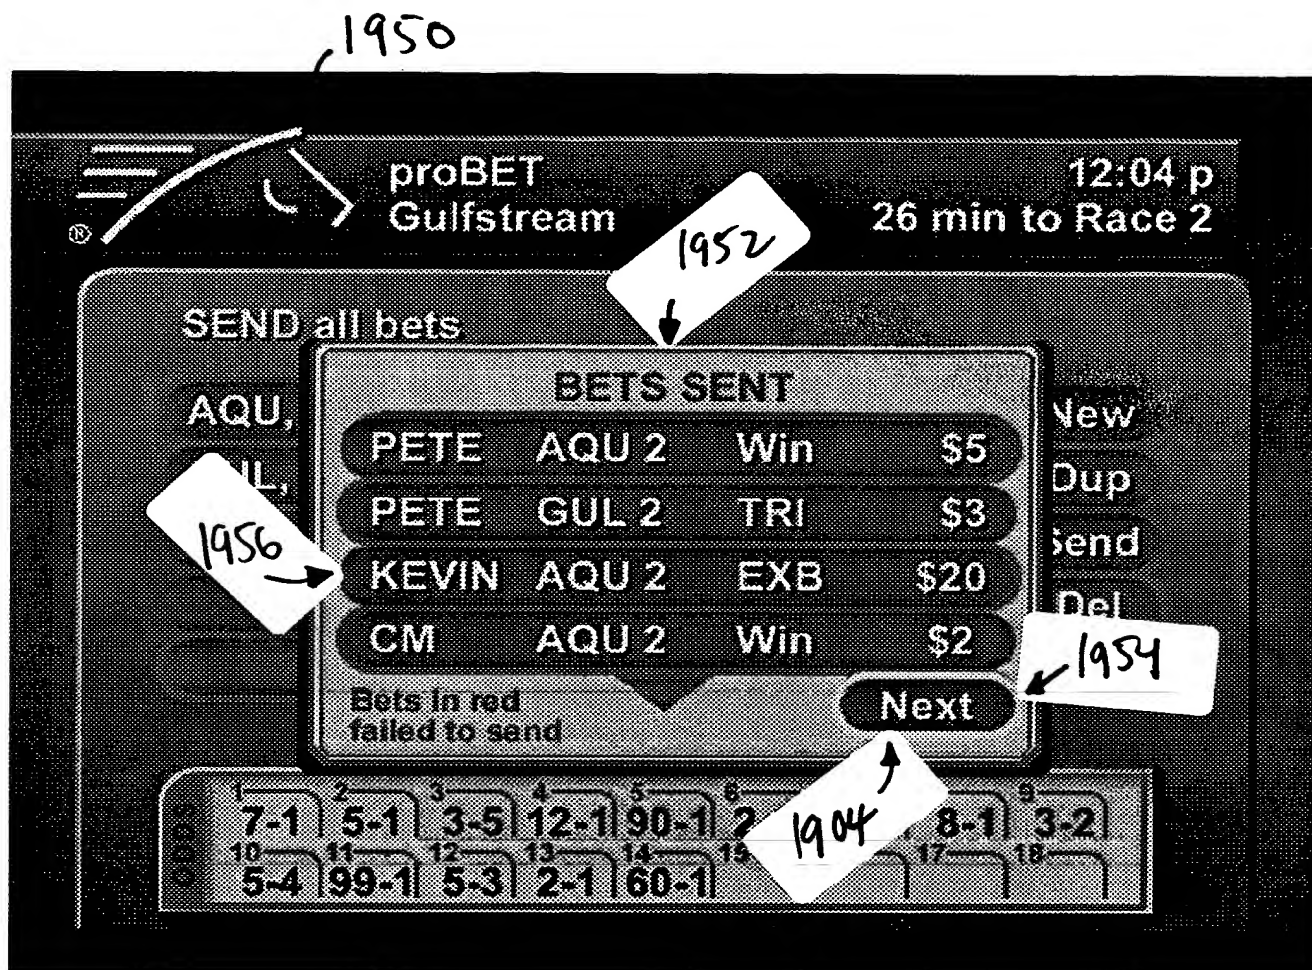 1950
proBET 12:04 p
Gulfstream 26 min to Race 2
®
1952
SEND all bets
BETS SENT
AQU, New
PETE AQU 2 Win $5
Dup
PETE GUL 2 TRI $3
1956 Send
KEVIN AQU 2 EXB $20
Del
CM AQU 2 Win $2
1954
Bets in red Next
failed to send
1904
ODDS
1 2 3 4 5 6 9
7-1 5-1 3-5 12-1 90-1 8-1 3-2
10 11 12 13 14 15 17 18
5-4 99-1 5-3 2-1 60-1